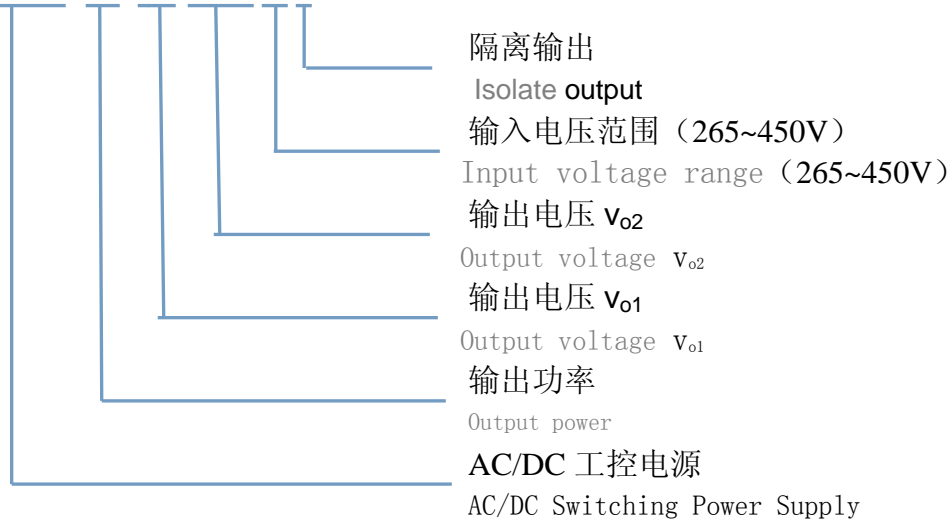 隔离输出
Isolate output
输入电压范围（265~450V）
Input voltage range（265~450V）
输出电压 vo2
Output voltage vo2
输出电压 vo1
Output voltage vo1
输出功率
Output power
AC/DC 工控电源
AC/DC Switching Power Supply